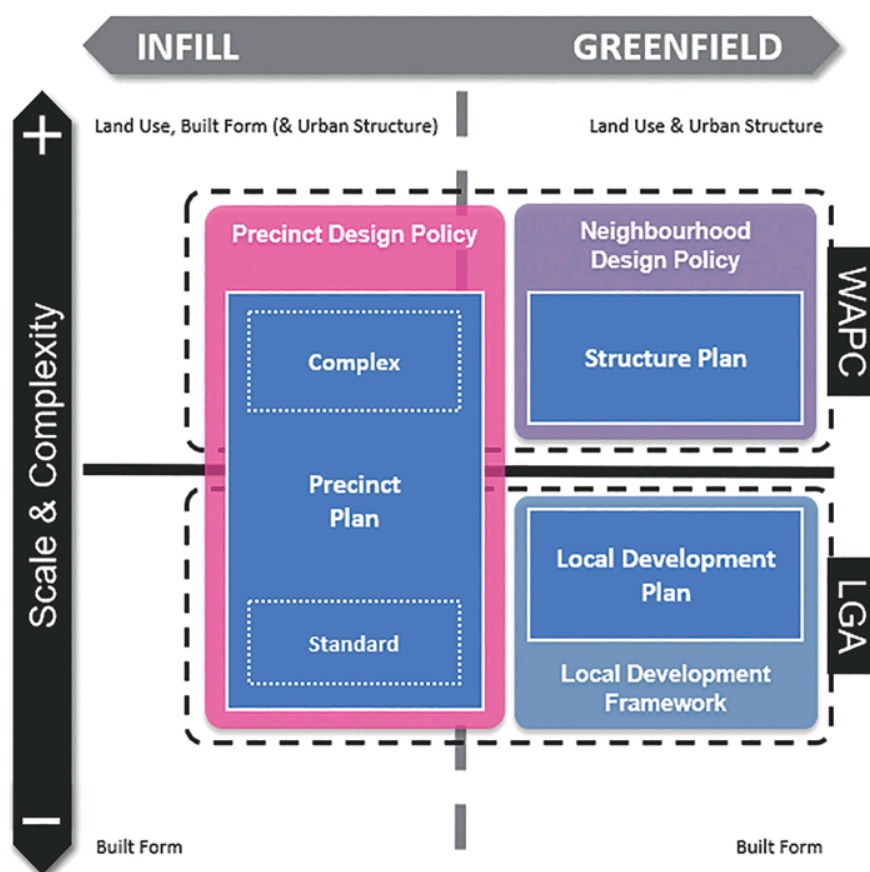 INFILL
GREENFIELD
+
Land Use, Built Form (& Urban Structure)
Land Use & Urban Structure
Scale & Complexity
Precinct Design Policy
Complex
Precinct
Plan
Standard
Neighbourhood
Design Policy
Structure Plan
WAPC
Local Development
Plan
Local Development
Framework
LGA
–
Built Form
Built Form